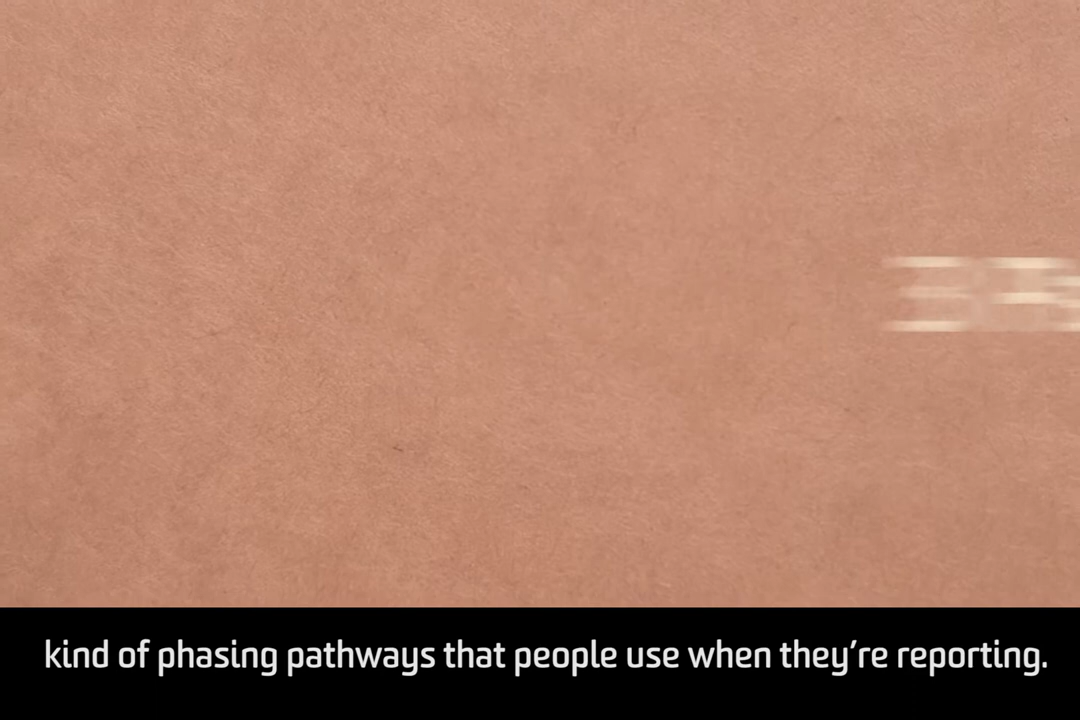 kind of phasing pathways that people use when they're reporting.